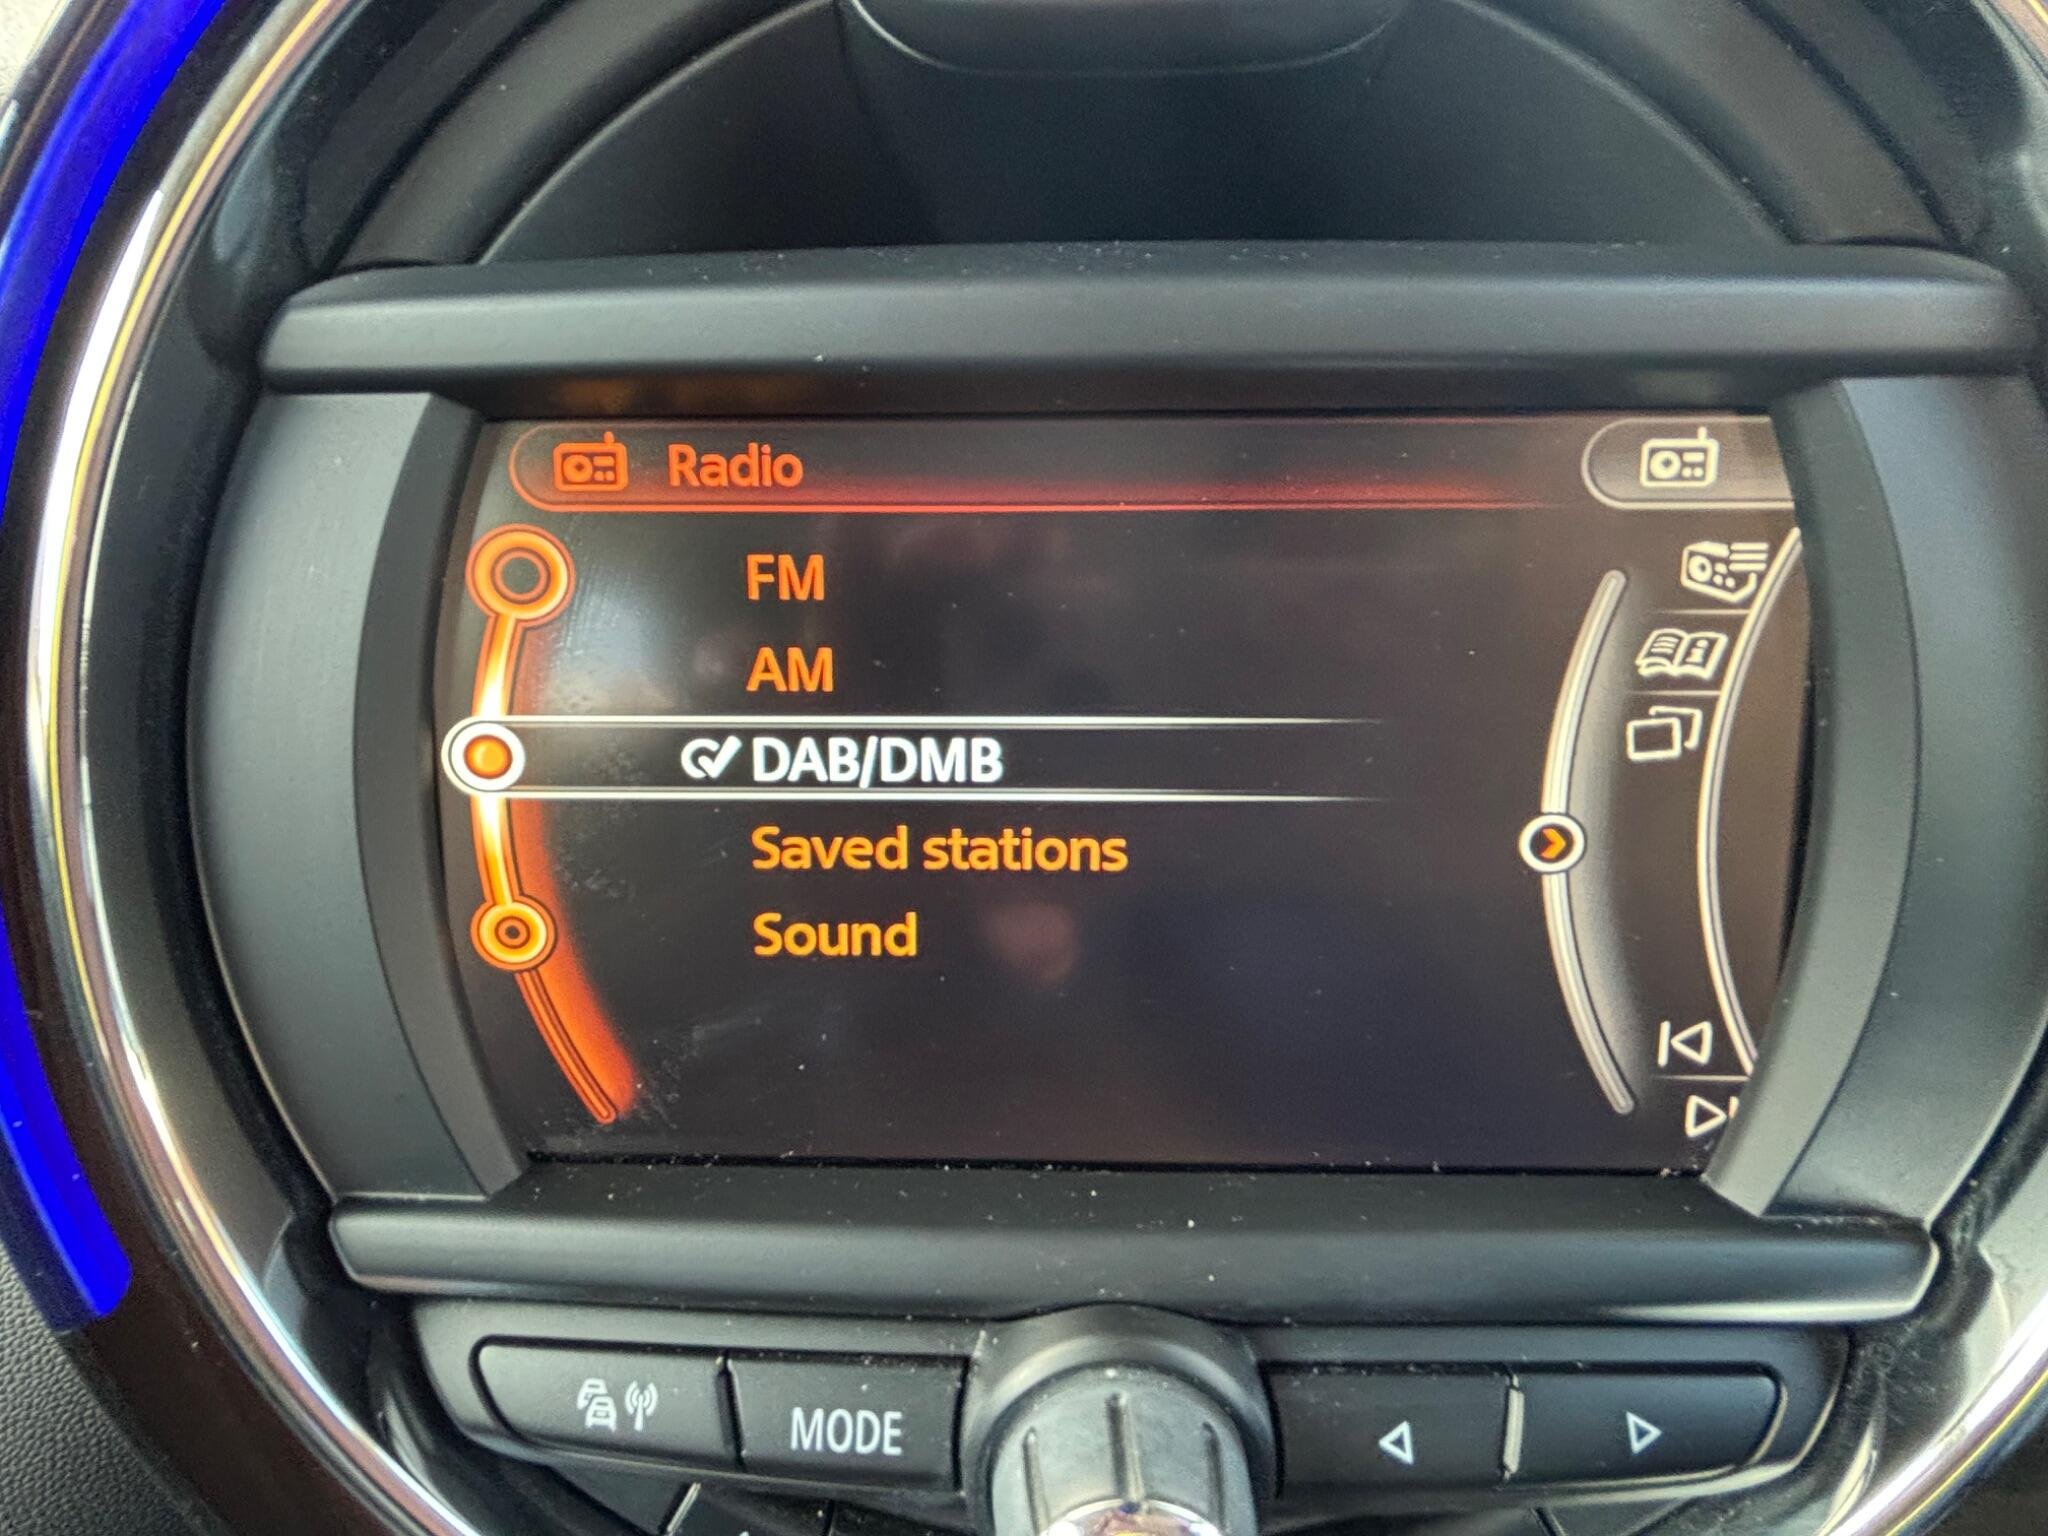 Radio
FM
AM
DAB/DMB
Saved stations
Sound
MODE